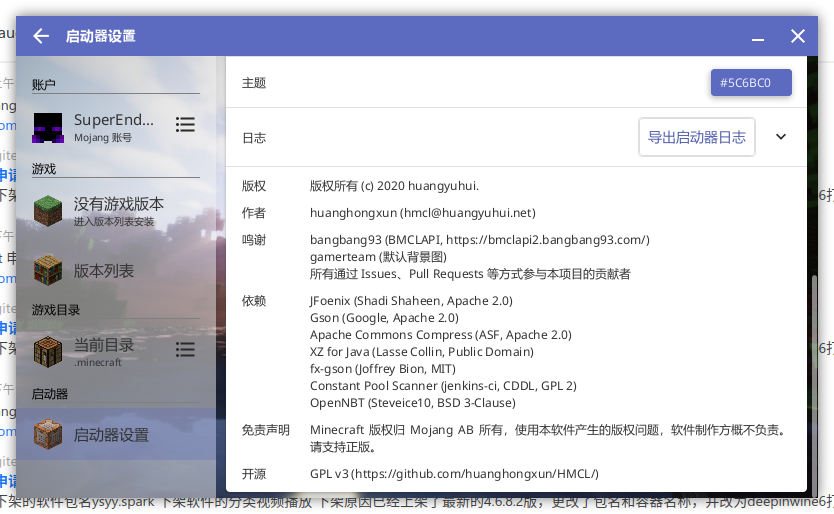 启动器设置
账户
SuperEnd...
Mojang 账号
游戏
没有游戏版本
进入版本列表安装
版本列表
游戏目录
当前目录
.minecraft
启动器
启动器设置
主题
#5C6BC0
日志
导出启动器日志
版权
版权所有 (c) 2020 huangyuhui.
作者
huanghongxun (hmcl@huangyuhui.net)
鸣谢
bangbang93 (BMCLAPI, https://bmclapi2.bangbang93.com/)
gamerteam (默认背景图)
所有通过 Issues、Pull Requests 等方式参与本项目的贡献者
依赖
JFoenix (Shadi Shaheen, Apache 2.0)
Gson (Google, Apache 2.0)
Apache Commons Compress (ASF, Apache 2.0)
XZ for Java (Lasse Collin, Public Domain)
fx-gson (Joffrey Bion, MIT)
Constant Pool Scanner (jenkins-ci, CDDL, GPL 2)
OpenNBT (Steveice10, BSD 3-Clause)
免责声明
Minecraft 版权归 Mojang AB 所有，使用本软件产生的版权问题，软件制作方概不负责。
请支持正版。
开源
GPL v3 (https://github.com/huanghongxun/HMCL/)
下架的软件包名ysyy.spark 下架软件的分类视频播放 下架原因已经上架了最新的4.6.8.2版，更改了包名和容器名称，并改为deepinwine6打